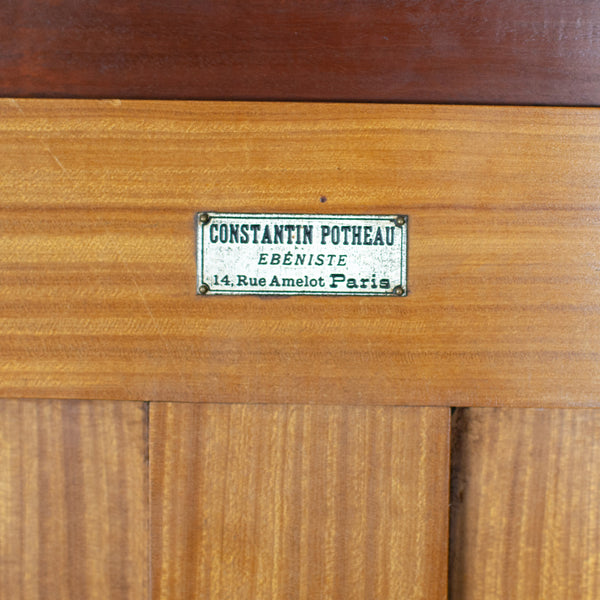 CONSTANTIN POTHEAU
EBÉNISTE
14, Rue Amelot Paris